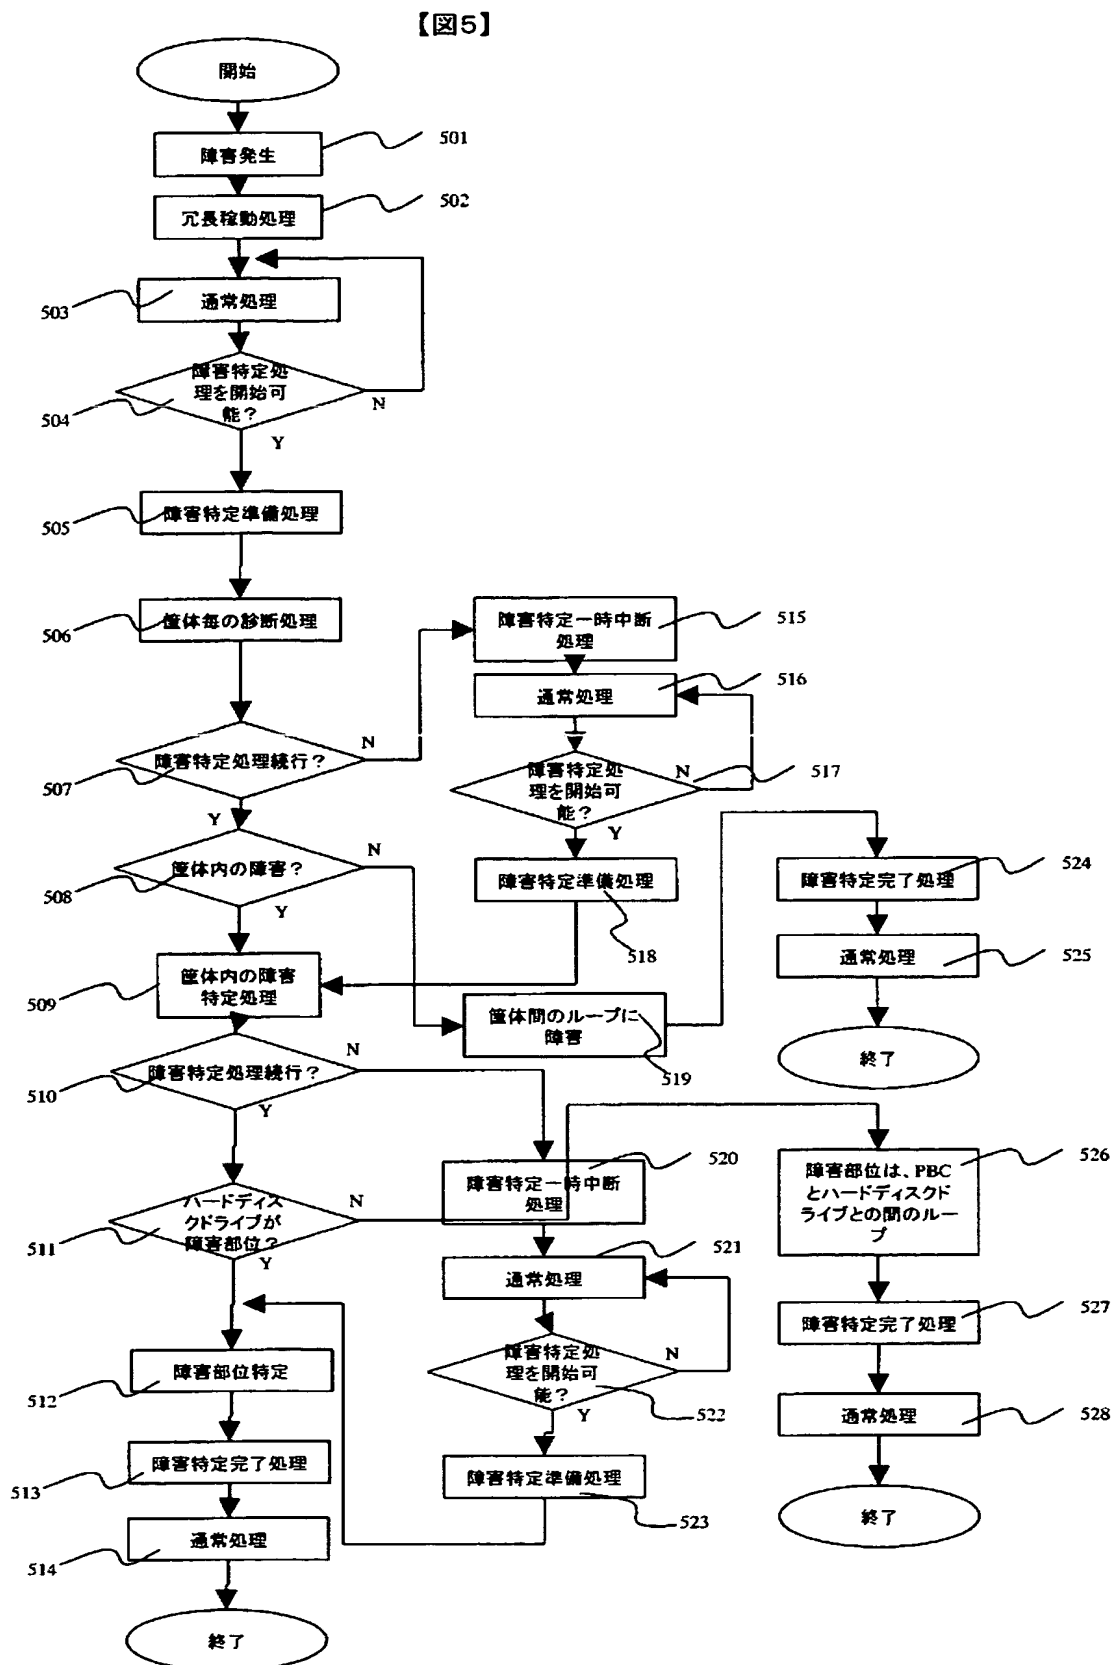 【図5】
開始
障害発生
501
冗長稼動処理
502
通常処理
503
障害特定処
理を開始可
能？
504
N
Y
障害特定準備処理
505
筐体毎の診断処理
506
障害特定処理続行？
507
N
Y
筐体内の障害？
508
N
Y
筐体内の障害
特定処理
509
障害特定処理続行？
510
N
Y
ハードディス
クドライブが
障害部位？
511
N
Y
障害部位特定
512
障害特定完了処理
513
通常処理
514
終了
障害特定一時中断
処理
515
通常処理
516
障害特定処
理を開始可
能？
517
N
Y
障害特定準備処理
518
筐体間のループに
障害
519
障害特定一時中断
処理
520
通常処理
521
障害特定処
理を開始可
能？
522
N
Y
障害特定準備処理
523
障害特定完了処理
524
通常処理
525
終了
障害部位は、PBC
とハードディスクド
ライブとの間のルー
プ
526
障害特定完了処理
527
通常処理
528
終了